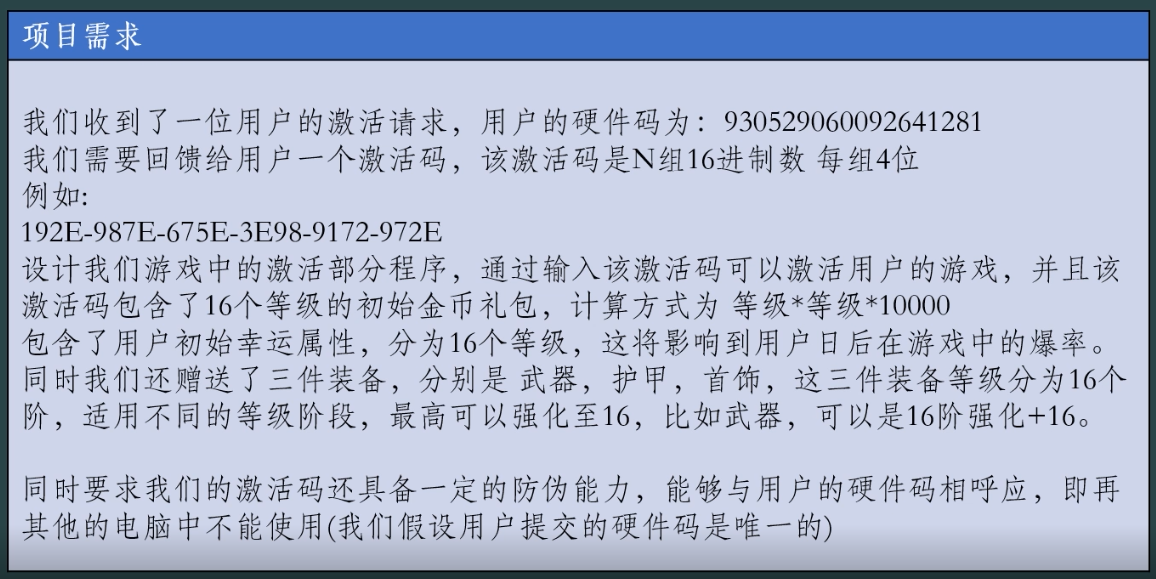 项目需求
我们收到了一位用户的激活请求，用户的硬件码为：930529060092641281
我们需要回馈给用户一个激活码，该激活码是N组16进制数 每组4位
例如:
192E-987E-675E-3E98-9172-972E
设计我们游戏中的激活部分程序，通过输入该激活码可以激活用户的游戏，并且该
激活码包含了16个等级的初始金币礼包，计算方式为 等级*等级*10000
包含了用户初始幸运属性，分为16个等级，这将影响到用户日后在游戏中的爆率。
同时我们还赠送了三件装备，分别是 武器，护甲，首饰，这三件装备等级分为16个
阶，适用不同的等级阶段，最高可以强化至16，比如武器，可以是16阶强化+16。
同时要求我们的激活码还具备一定的防伪能力，能够与用户的硬件码相呼应，即再
其他的电脑中不能使用(我们假设用户提交的硬件码是唯一的)